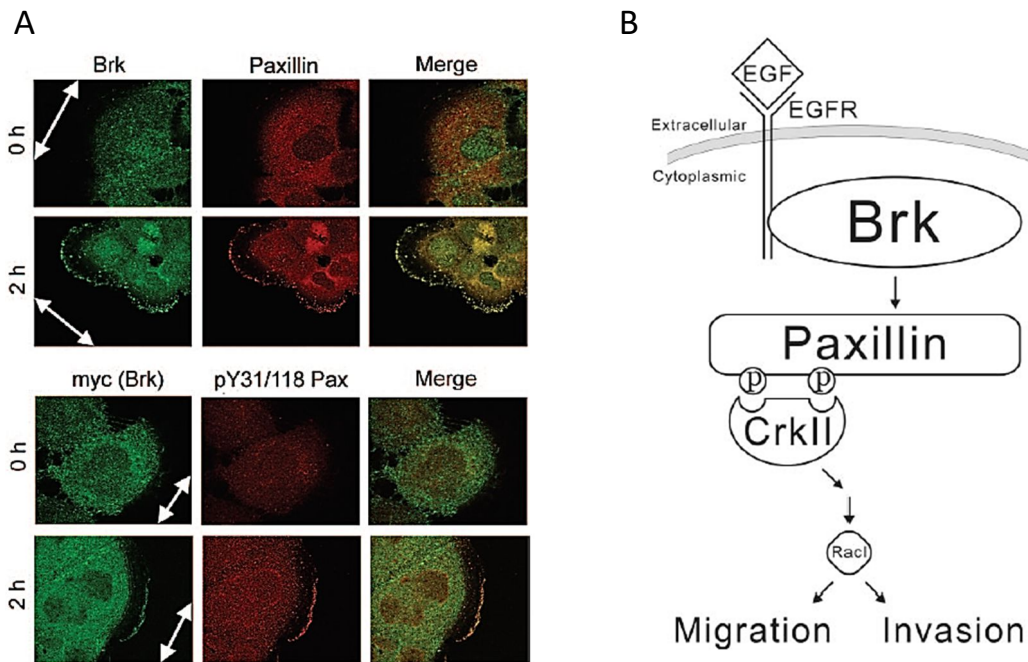 A
Brk Paxillin Merge
0 h
2 h
myc (Brk) pY31/118 Pax Merge
0 h
2 h
B
EGF
EGFR
Extracellular
Cytoplasmic
Brk
Paxillin
p p
CrkII
RacI
Migration Invasion